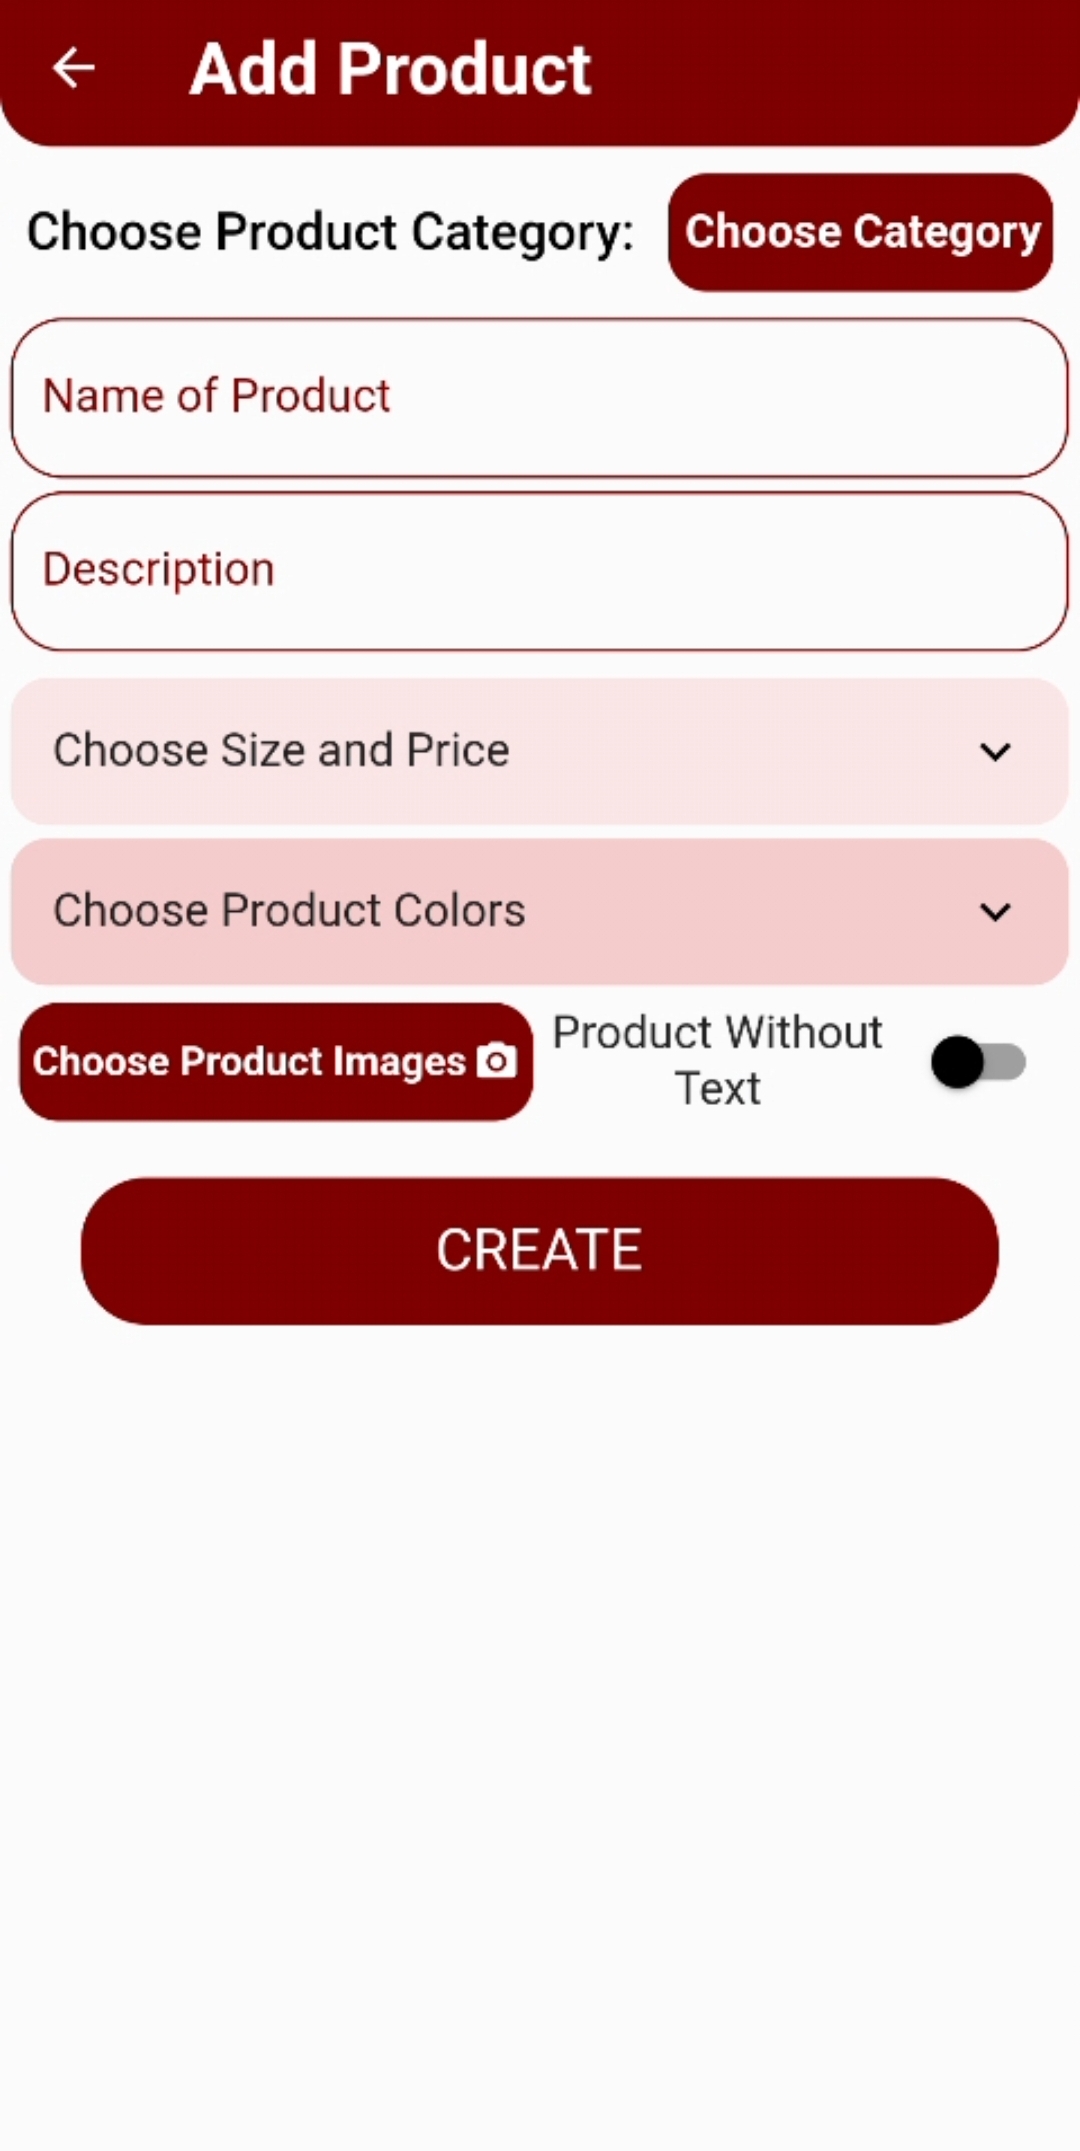 Add Product
Choose Product Category:
Choose Category
Name of Product
Description
Choose Size and Price
Choose Product Colors
Choose Product Images
Product Without
Text
CREATE